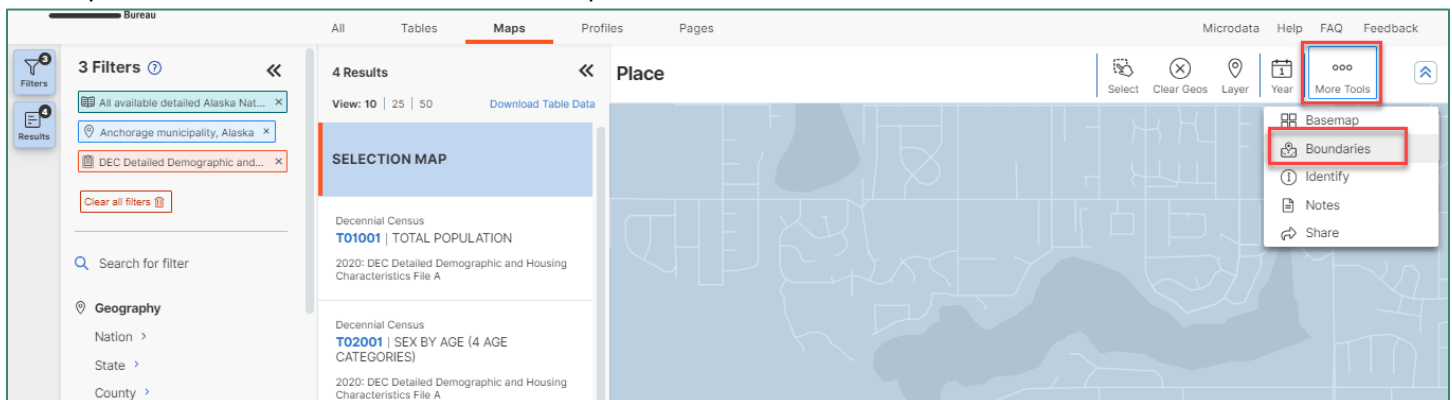 Bureau
All Tables Maps Profiles Pages
Microdata Help FAQ Feedback
3
Filters
4
Results
3 Filters ?
All available detailed Alaska Nat... ×
Anchorage municipality, Alaska ×
DEC Detailed Demographic and... ×
Clear all filters
Search for filter
Geography
Nation >
State >
County >
4 Results
View: 10 | 25 | 50 Download Table Data
SELECTION MAP
Decennial Census
T01001 | TOTAL POPULATION
2020: DEC Detailed Demographic and Housing
Characteristics File A
Decennial Census
T02001 | SEX BY AGE (4 AGE
CATEGORIES)
2020: DEC Detailed Demographic and Housing
Characteristics File A
Place
Select Clear Geos Layer
1
Year More Tools
Basemap
Boundaries
Identify
Notes
Share